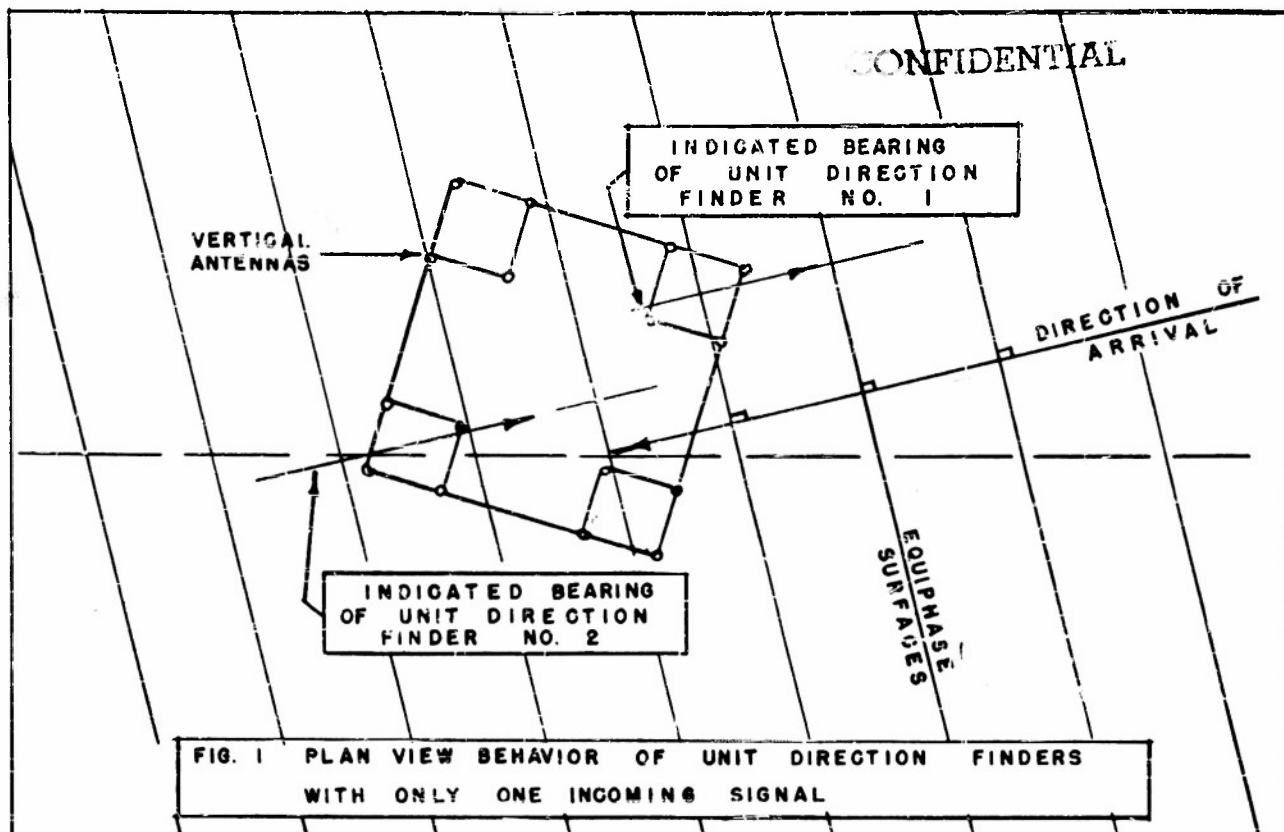 CONFIDENTIAL
INDICATED BEARING
OF UNIT DIRECTION
FINDER NO. 1
VERTICAL
ANTENNAS
DIRECTION OF
ARRIVAL
EQUIPHASE
SURFACES
INDICATED BEARING
OF UNIT DIRECTION
FINDER NO. 2
FIG. 1 PLAN VIEW BEHAVIOR OF UNIT DIRECTION FINDERS
WITH ONLY ONE INCOMING SIGNAL